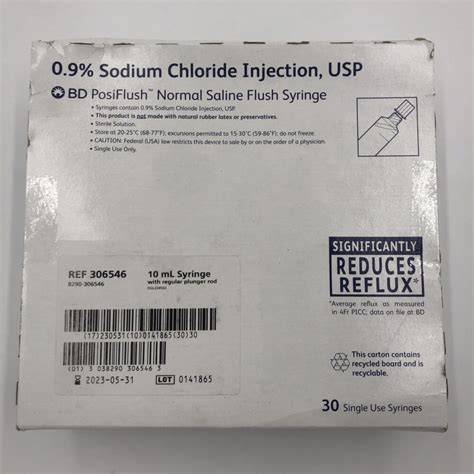 0.9% Sodium Chloride Injection, USP
BD PosiFlush™ Normal Saline Flush Syringe
• Syringes contain 0.9% Sodium Chloride Injection, USP.
• This product is not made with natural rubber latex or preservatives.
• Sterile Solution.
• Store at 20-25°C (68-77°F); excursions permitted to 15-30°C (59-86°F); do not freeze.
• CAUTION: Federal (USA) law restricts this device to sale by or on the order of a physician.
• Single Use Only.
SIGNIFICANTLY
REDUCES
REFLUX*
*Average reflux as measured
in 4Fr PICC; data on file at BD
REF 306546
8290-306546
10 mL Syringe
with regular plunger rod
(17)230531(10)0141865(30)30
(01) 3 0382903 06546 3
2023-05-31
LOT 0141865
This carton contains
recycled board and is
recyclable.
30 Single Use Syringes